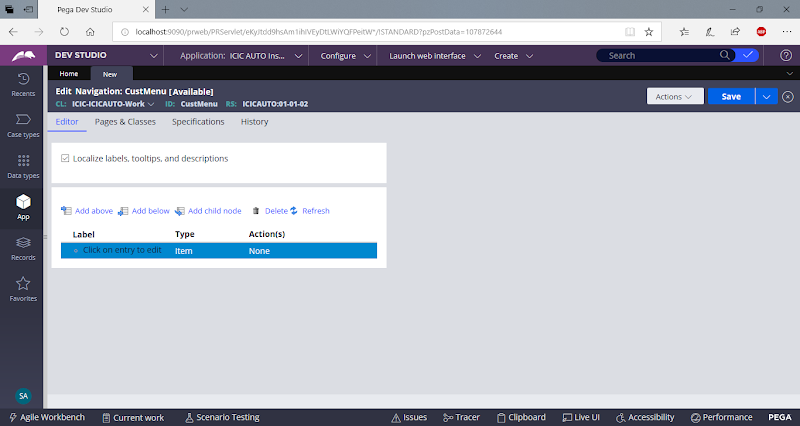 Pega Dev Studio
localhost:9090/prweb/PRServlet/eKyJtdd9hsAm1ihIVEyDtLWiYQFPeitW*/!STANDARD?pzPostData=107872644
DEV STUDIO
Application: ICIC AUTO Ins...
Configure
Launch web interface
Create
Search
Home
New
Edit Navigation: CustMenu [Available]
CL: ICIC-ICICAUTO-Work ID: CustMenu RS: ICICAUTO:01-01-02
Actions
Save
Editor Pages & Classes Specifications History
Recents
Case types
Data types
App
Records
Favorites
Localize labels, tooltips, and descriptions
Add above Add below Add child node Delete Refresh
Label Type Action(s)
Click on entry to edit Item None
SA
Agile Workbench Current work Scenario Testing Issues Tracer Clipboard Live UI Accessibility Performance PEGA